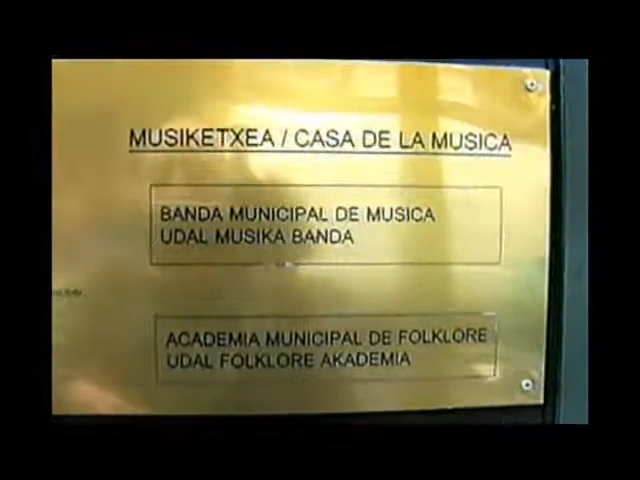 MUSIKETXEA / CASA DE LA MUSICA
BANDA MUNICIPAL DE MUSICA
UDAL MUSIKA BANDA
ACADEMIA MUNICIPAL DE FOLKLORE
UDAL FOLKLORE AKADEMIA